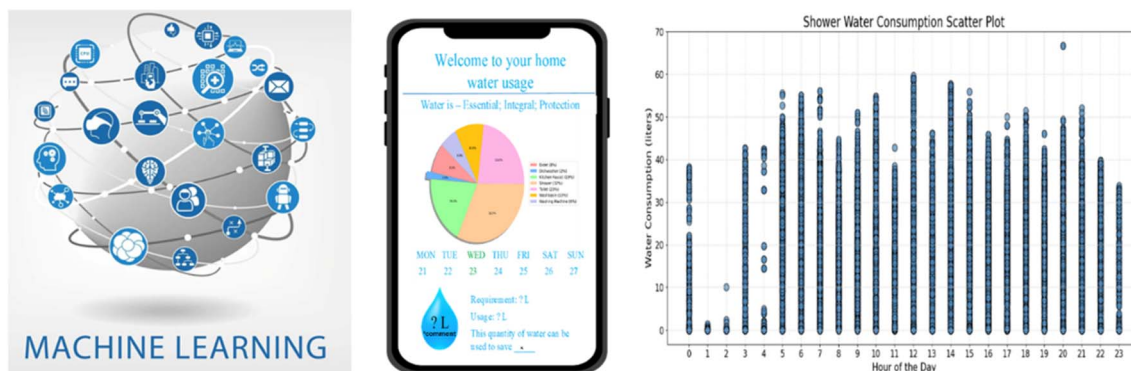 MACHINE LEARNING
Welcome to your home
water usage
Water is – Essential; Integral; Protection
MON TUE WED THU FRI SAT SUN
21 22 23 24 25 26 27
Requirement: ? L
Usage: ? L
? L
This quantity of water can be
used to save
Shower Water Consumption Scatter Plot
Water Consumption (liters)
70
60
50
40
30
20
10
0
0 1 2 3 4 5 6 7 8 9 10 11 12 13 14 15 16 17 18 19 20 21 22 23
Hour of the Day